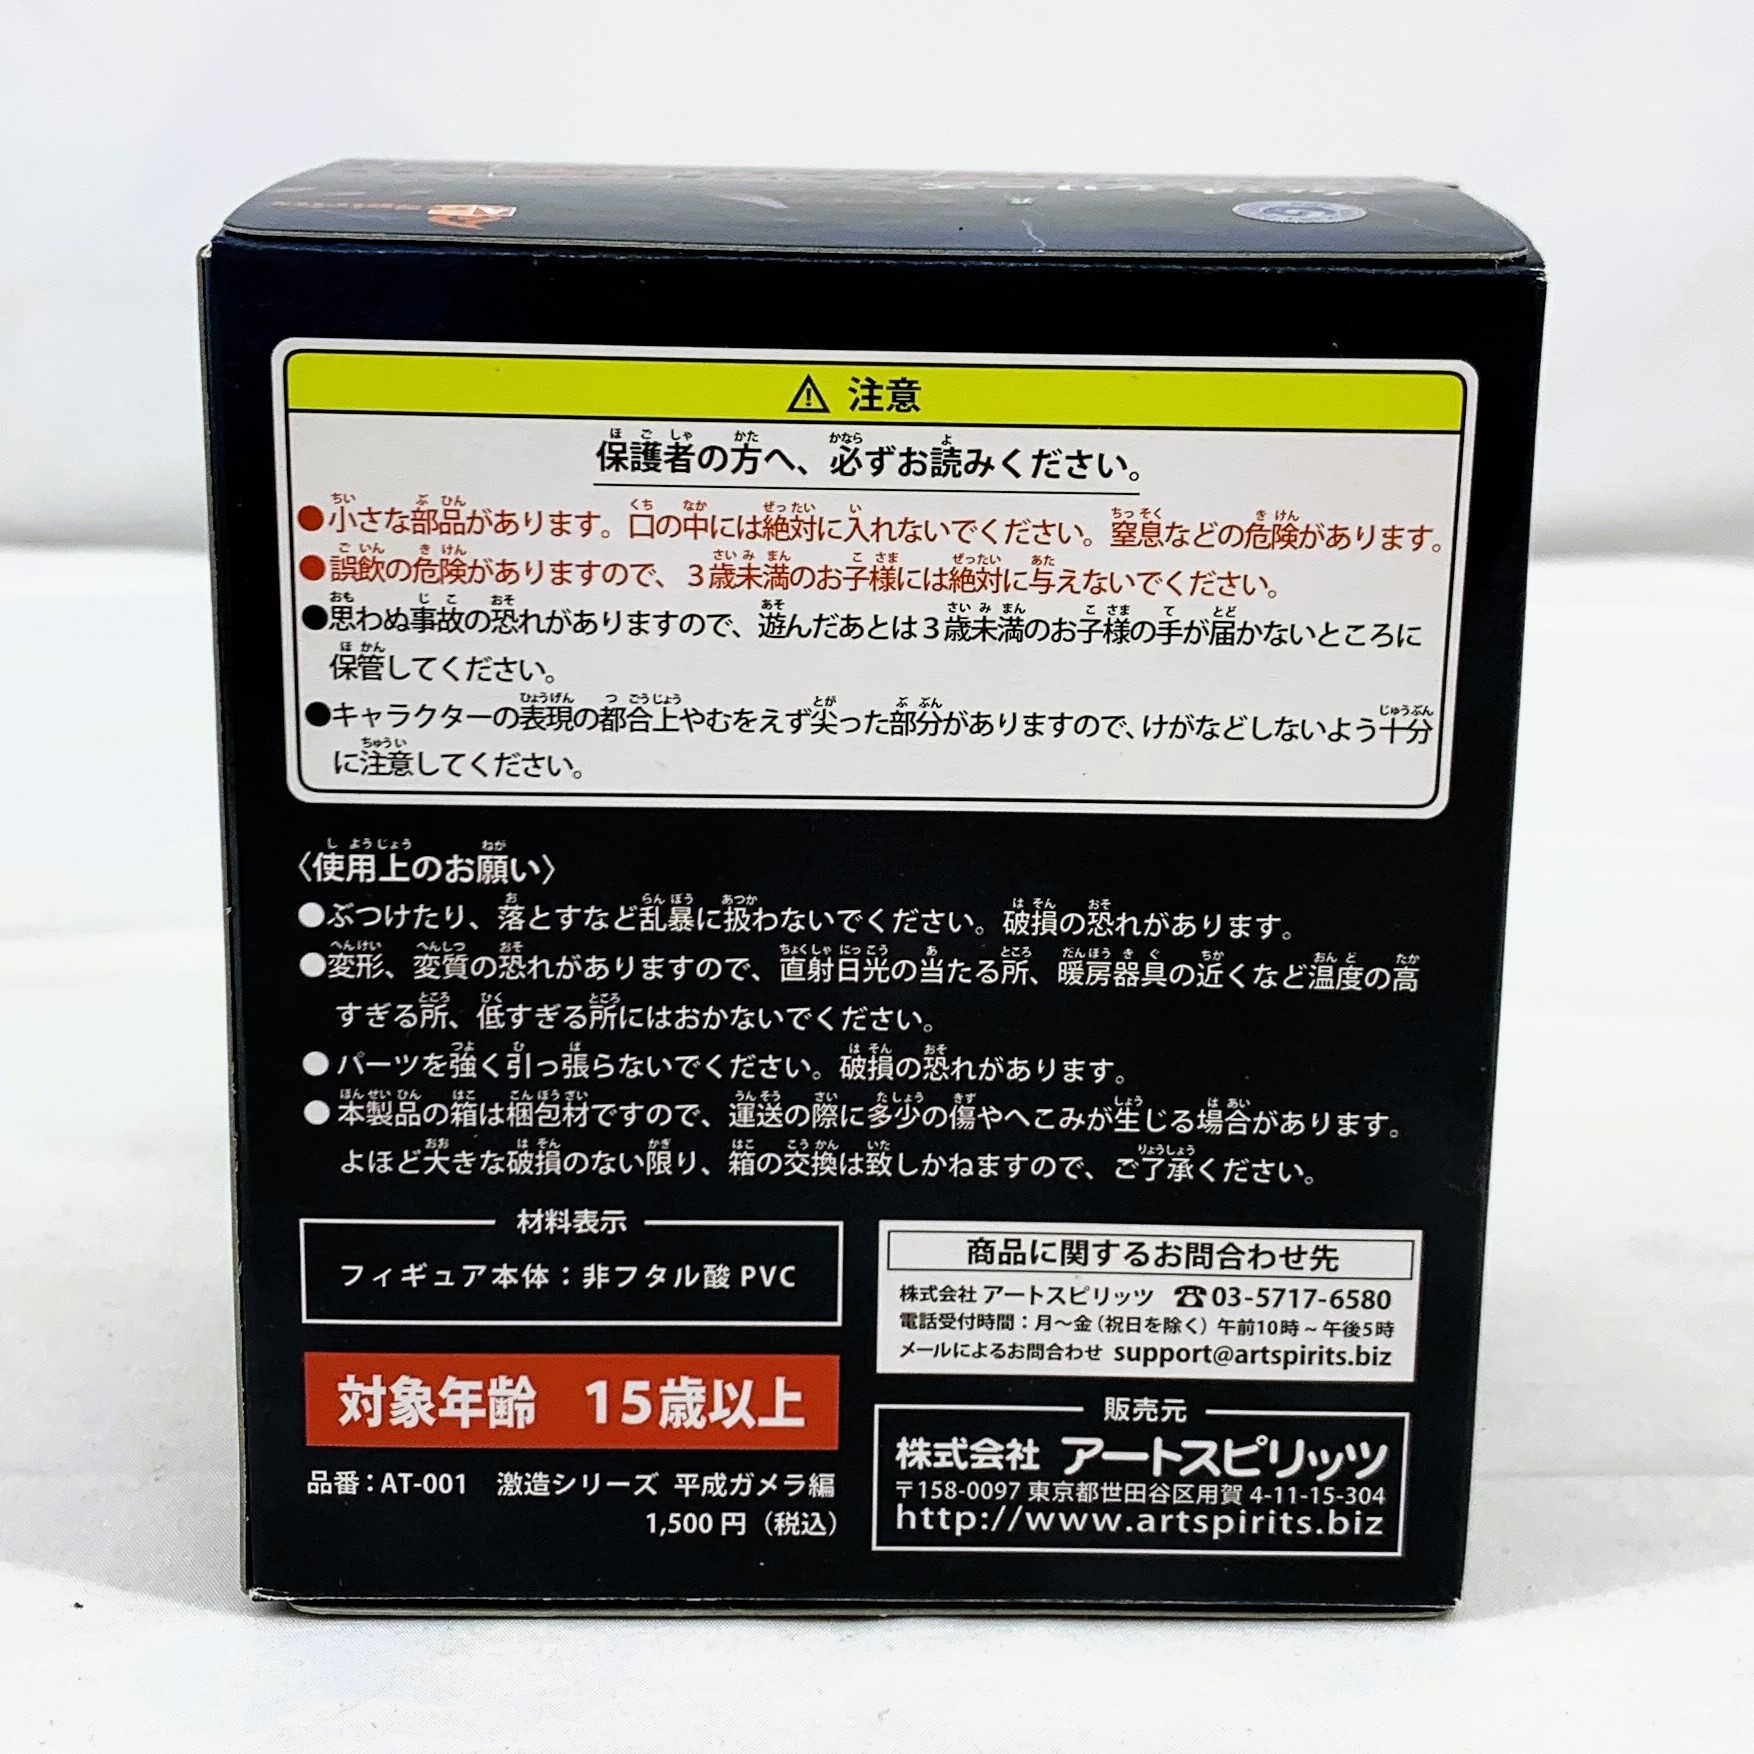 ⚠ 注意
保護者の方へ、必ずお読みください。
●小さな部品があります。口の中には絶対に入れないでください。窒息などの危険があります。
●誤飲の危険がありますので、3歳未満のお子様には絶対に与えないでください。
●思わぬ事故の恐れがありますので、遊んだあとは3歳未満のお子様の手が届かないところに
保管してください。
●キャラクターの表現の都合上やむをえず尖った部分がありますので、けがなどしないよう十分
に注意してください。
〈使用上のお願い〉
●ぶつけたり、落とすなど乱暴に扱わないでください。破損の恐れがあります。
●変形、変質の恐れがありますので、直射日光の当たる所、暖房器具の近くなど温度の高
すぎる所、低すぎる所にはおかないでください。
●パーツを強く引っ張らないでください。破損の恐れがあります。
●本製品の箱は梱包材ですので、運送の際に多少の傷やへこみが生じる場合があります。
よほど大きな破損のない限り、箱の交換は致しかねますので、ご了承ください。
材料表示
フィギュア本体：非フタル酸 PVC
対象年齢 15歳以上
品番：AT-001 激造シリーズ 平成ガメラ編
1,500円（税込）
商品に関するお問合わせ先
株式会社 アートスピリッツ ☎03-5717-6580
電話受付時間：月～金（祝日を除く）午前10時～午後5時
メールによるお問合わせ support@artspirits.biz
販売元
株式会社 アートスピリッツ
〒158-0097 東京都世田谷区用賀 4-11-15-304
http://www.artspirits.biz